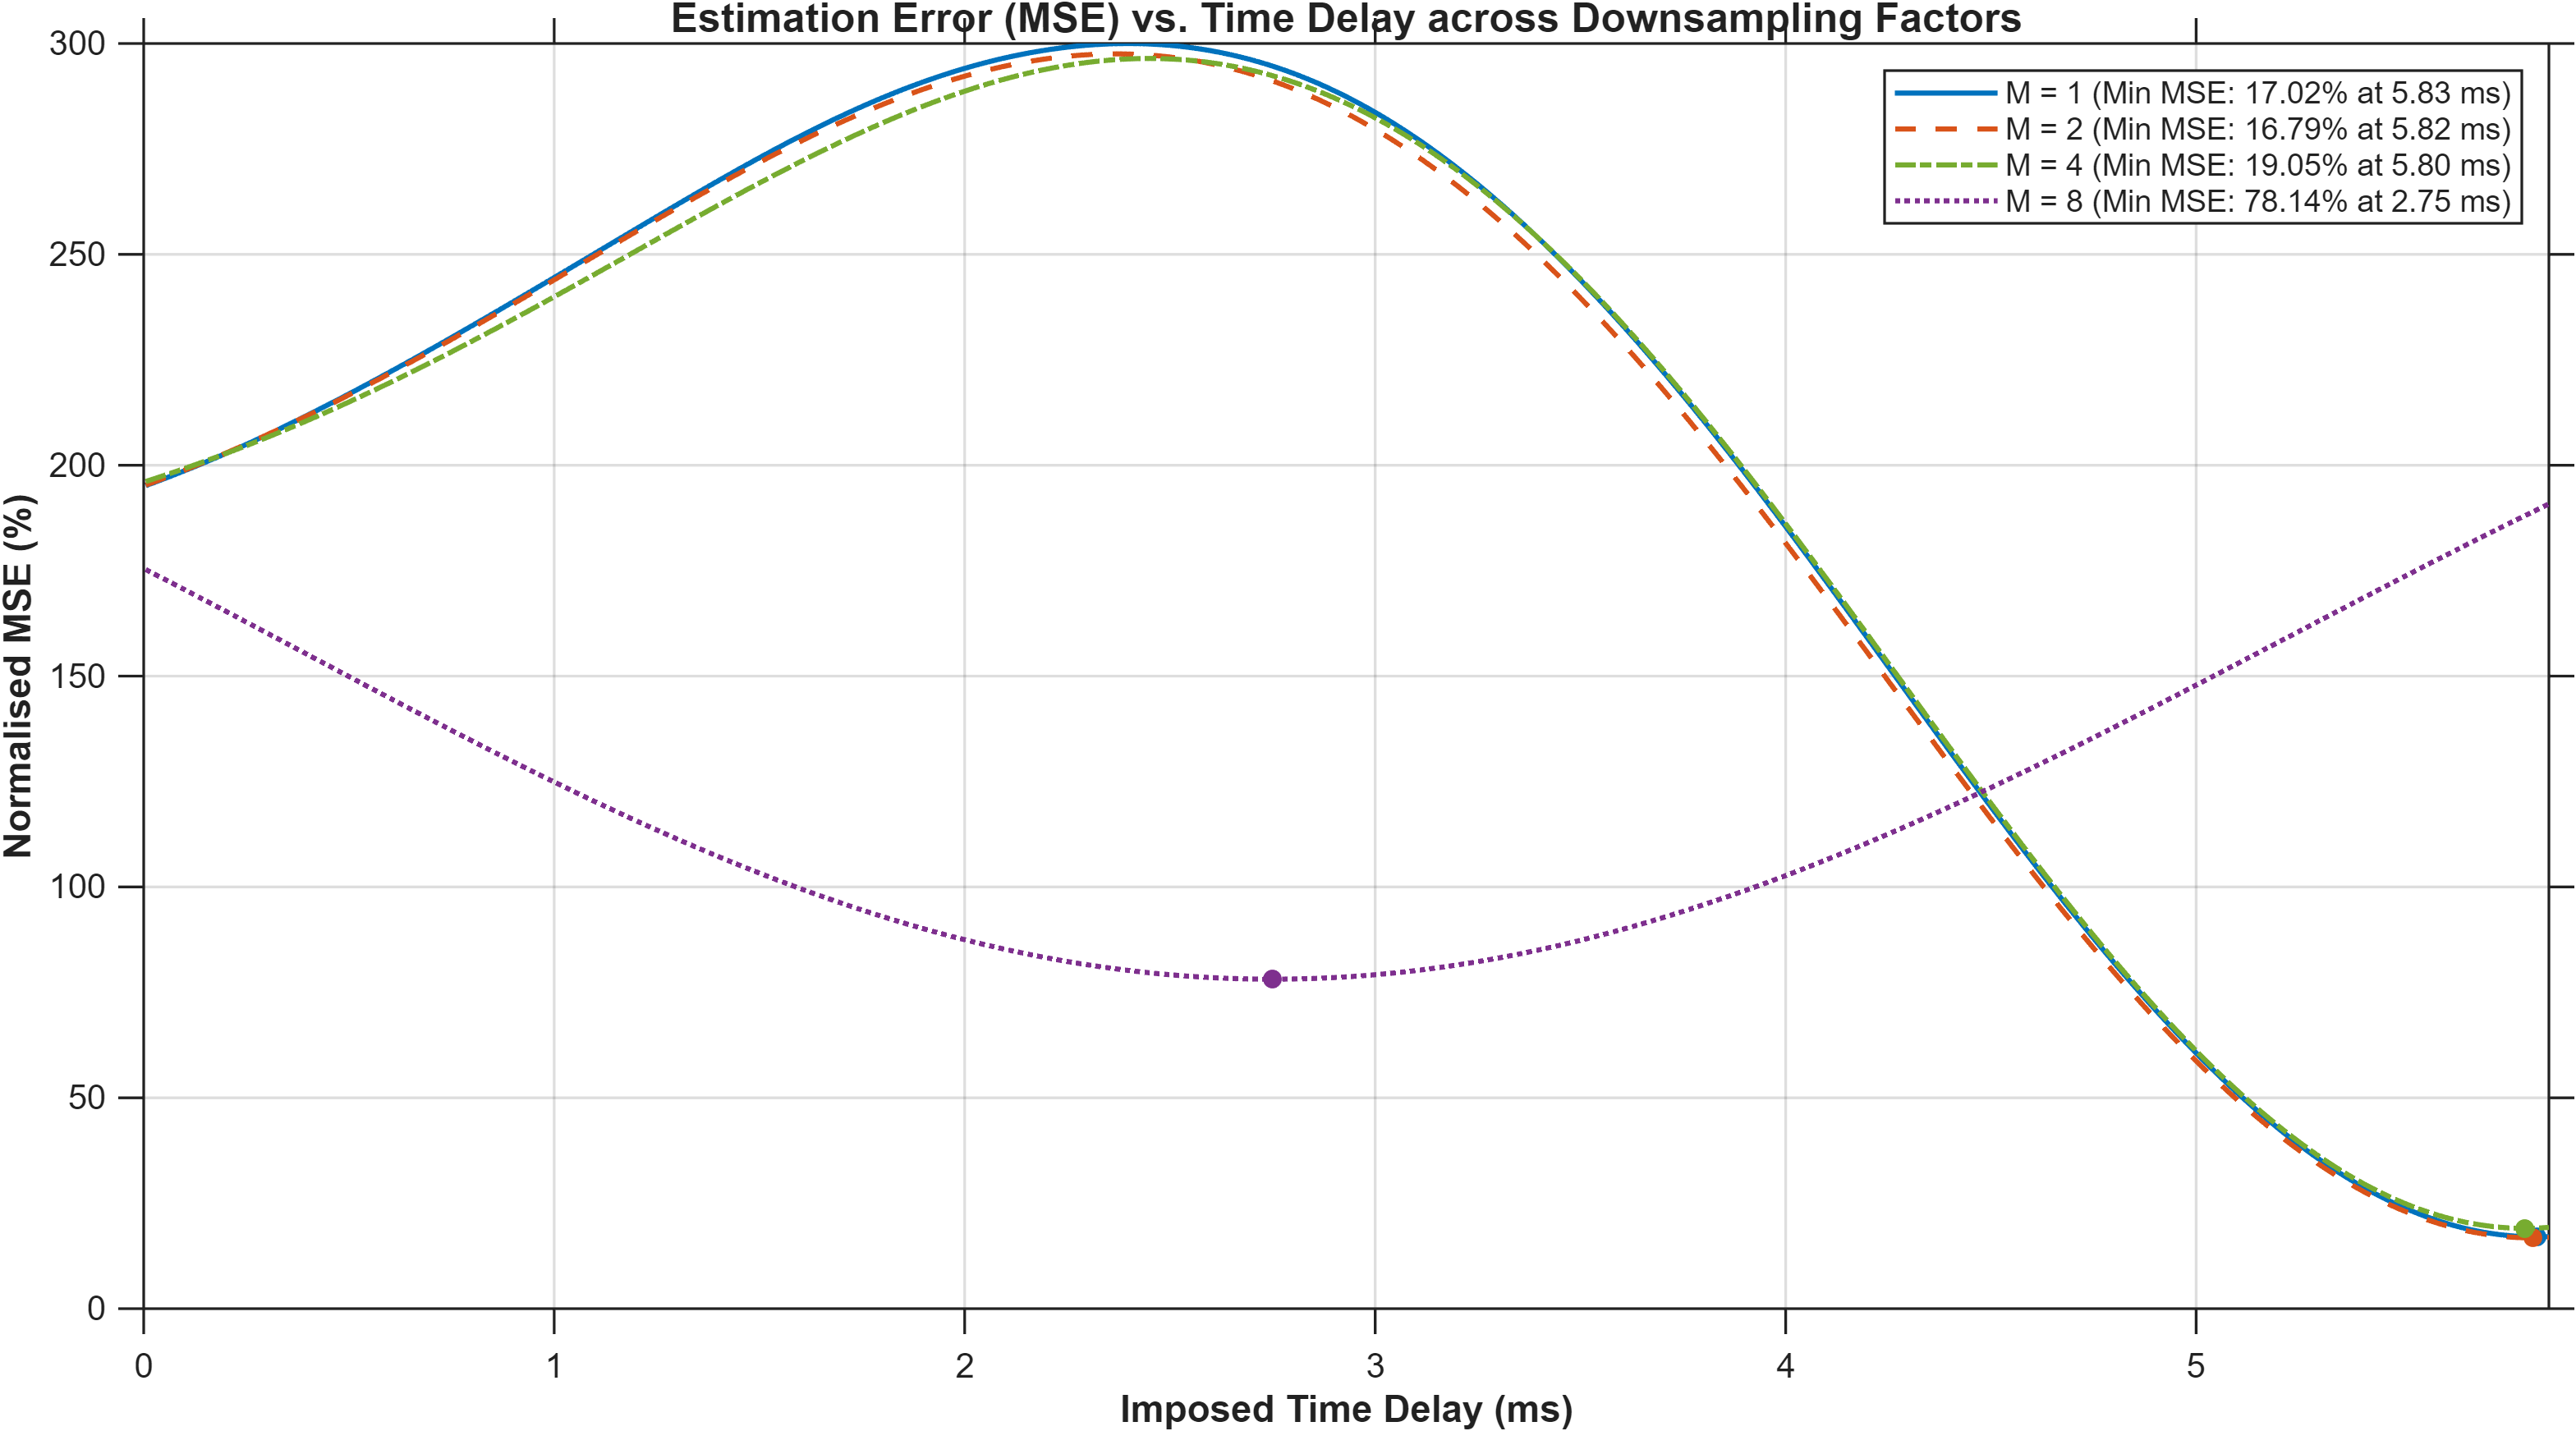 Estimation Error (MSE) vs. Time Delay across Downsampling Factors
M = 1 (Min MSE: 17.02% at 5.83 ms)
M = 2 (Min MSE: 16.79% at 5.82 ms)
M = 4 (Min MSE: 19.05% at 5.80 ms)
M = 8 (Min MSE: 78.14% at 2.75 ms)
Normalised MSE (%)
300
250
200
150
100
50
0
0 1 2 3 4 5
Imposed Time Delay (ms)